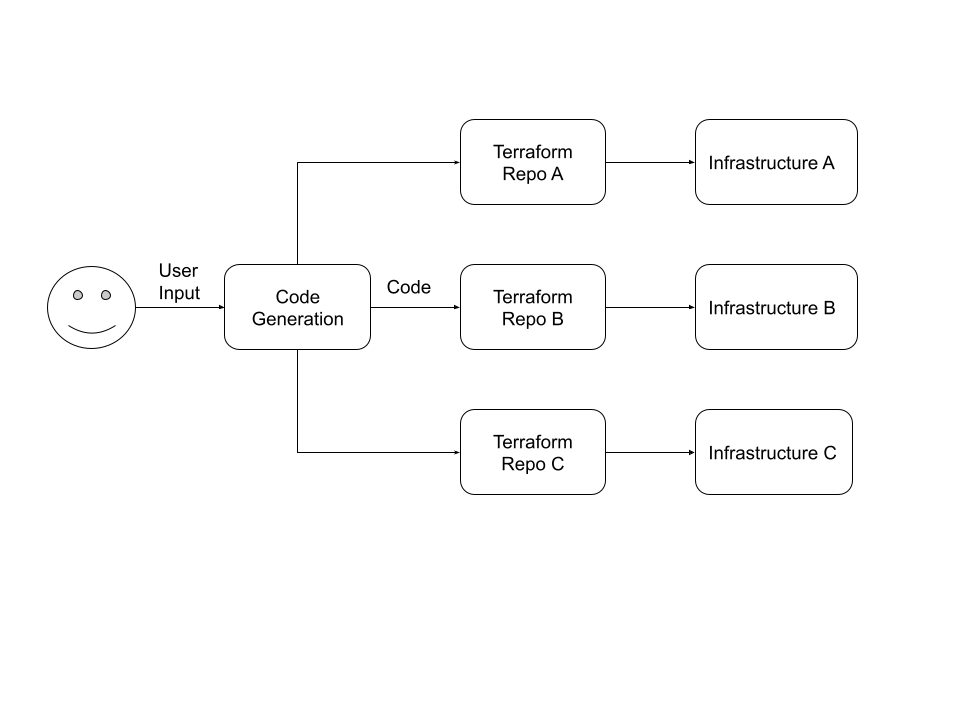 Terraform
Repo A
Infrastructure A
User
Input
Code
Generation
Code
Terraform
Repo B
Infrastructure B
Terraform
Repo C
Infrastructure C